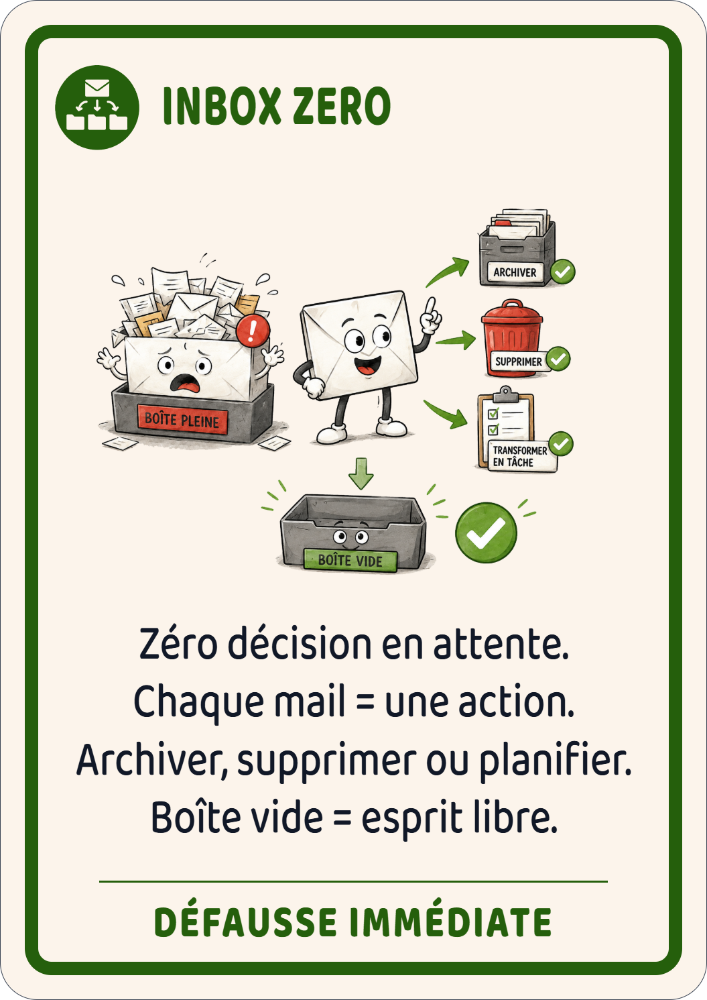 INBOX ZERO
ARCHIVER
!
SUPPRIMER
BOÎTE PLEINE
TRANSFORMER
EN TÂCHE
BOÎTE VIDE
Zéro décision en attente.
Chaque mail = une action.
Archiver, supprimer ou planifier.
Boîte vide = esprit libre.
DÉFAUSSE IMMÉDIATE